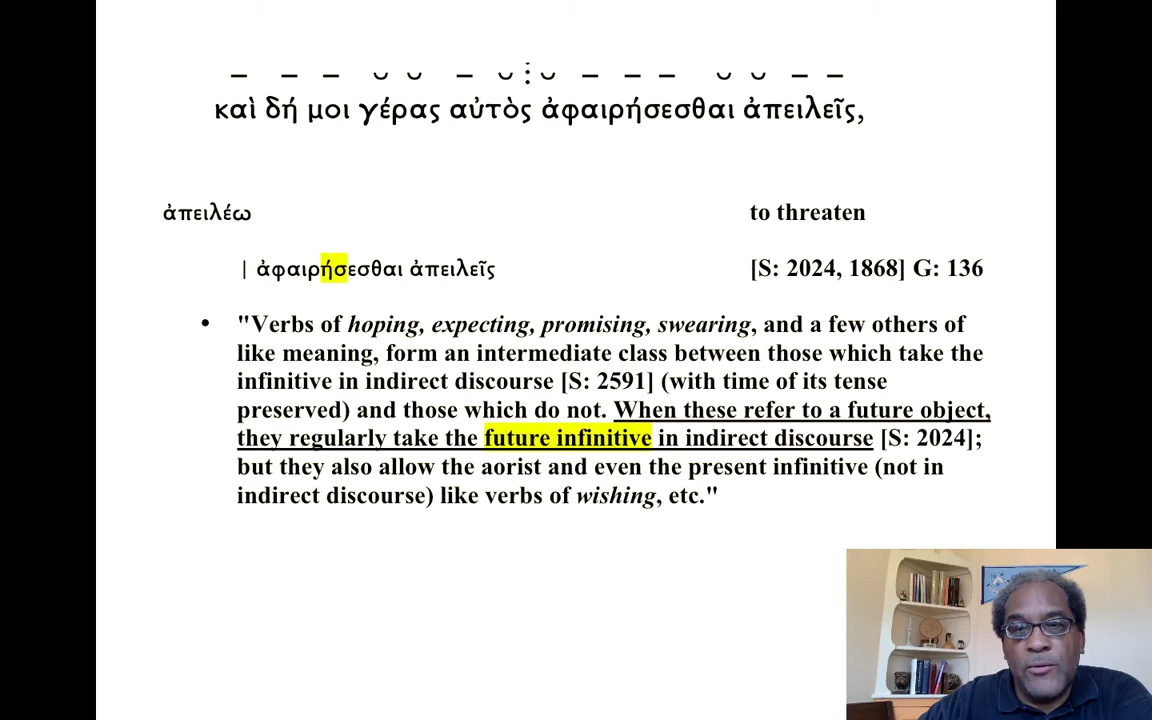 – – – ᴗ ᴗ – ᴗ ⋮ ᴗ – – – ᴗ ᴗ – –
καὶ δή μοι γέρας αὐτὸς ἀφαιρήσεσθαι ἀπειλεῖς,
ἀπειλέω to threaten
| ἀφαιρήσεσθαι ἀπειλεῖς [S: 2024, 1868] G: 136
• "Verbs of hoping, expecting, promising, swearing, and a few others of
like meaning, form an intermediate class between those which take the
infinitive in indirect discourse [S: 2591] (with time of its tense
preserved) and those which do not. When these refer to a future object,
they regularly take the future infinitive in indirect discourse [S: 2024];
but they also allow the aorist and even the present infinitive (not in
indirect discourse) like verbs of wishing, etc."